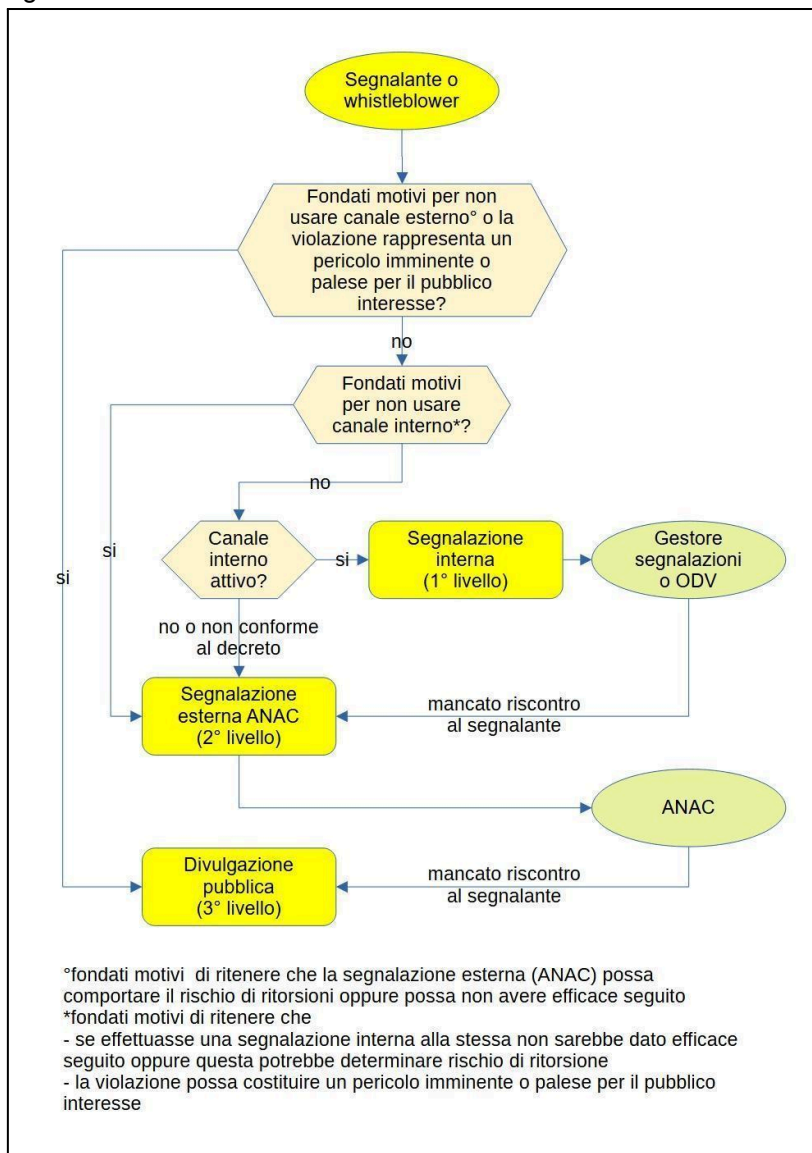 Segnalante o
whistleblower
Fondati motivi per non
usare canale esterno° o la
violazione rappresenta un
pericolo imminente o
palese per il pubblico
interesse?
no
Fondati motivi
per non usare
canale interno*?
no
Canale
interno
attivo?
si
Segnalazione
interna
(1° livello)
Gestore
segnalazioni
o ODV
si
si
no o non conforme
al decreto
Segnalazione
esterna ANAC
(2° livello)
mancato riscontro
al segnalante
ANAC
Divulgazione
pubblica
(3° livello)
mancato riscontro
al segnalante
°fondati motivi  di ritenere che la segnalazione esterna (ANAC) possa
comportare il rischio di ritorsioni oppure possa non avere efficace seguito
*fondati motivi di ritenere che
- se effettuasse una segnalazione interna alla stessa non sarebbe dato efficace
seguito oppure questa potrebbe determinare rischio di ritorsione
- la violazione possa costituire un pericolo imminente o palese per il pubblico
interesse